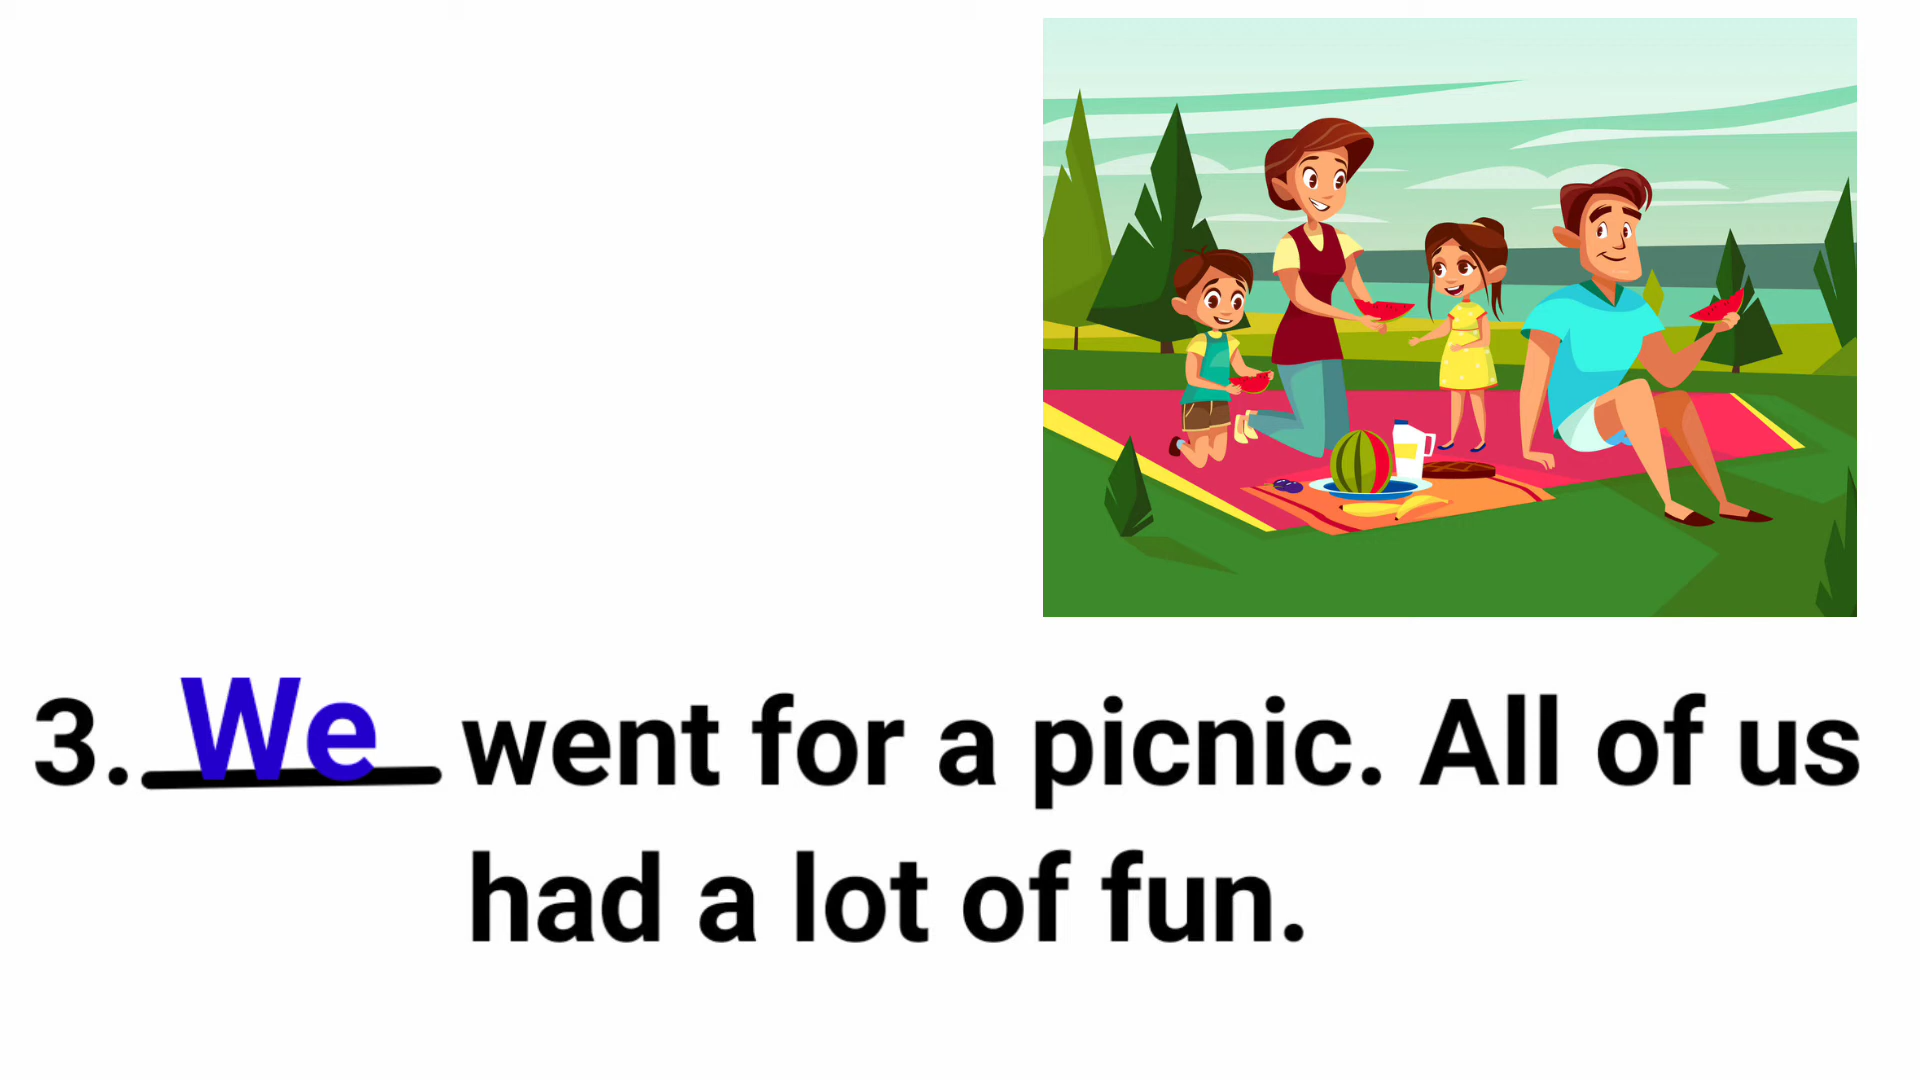 3. We went for a picnic. All of us
had a lot of fun.